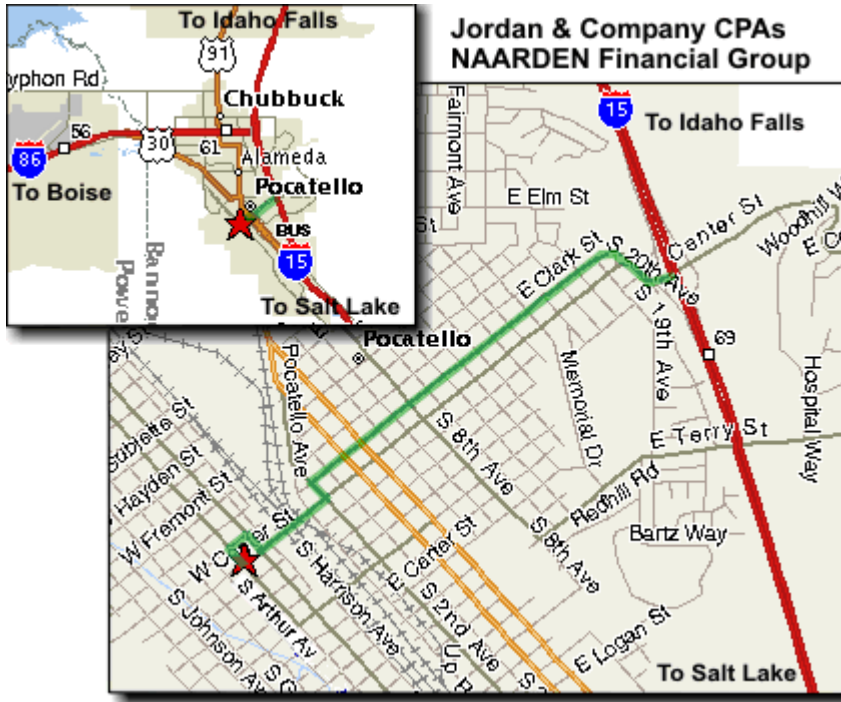 Jordan & Company CPAs
NAARDEN Financial Group
To Idaho Falls
91
yphon Rd
Chubbuck
56
30
61
86
Alameda
To Boise
Pocatello
BUS
15
To Salt Lake
Fairmont Ave
15
To Idaho Falls
E Elm St
St
Center St
Woodhill W
E C
E Clark St
S 20th Ave
S 19th Ave
Pocatello
69
Pocatello Ave
Memorial Dr
Hospital Way
S 8th Ave
E Terry St
Sublette St
Hayden St
W Fremont St
Redhill Rd
S 8th Ave
Bartz Way
W Center St
E Carter St
S Harrison Ave
S Arthur Av
S Johnson Ave
S 2nd Ave
E Logan St
To Salt Lake